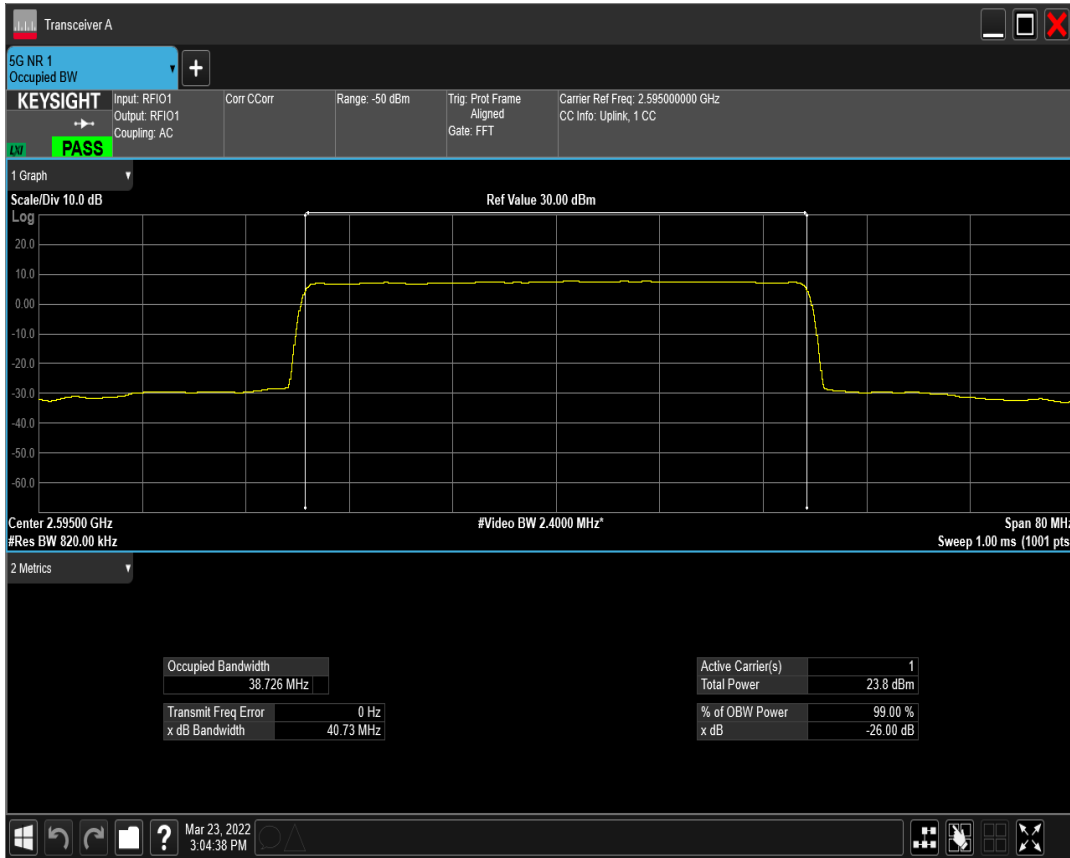 Transceiver A
5G NR 1
Occupied BW
KEYSIGHT
Input: RFIO1
Output: RFIO1
Coupling: AC
Corr CCorr
Range: -50 dBm
Trig: Prot Frame
Aligned
Gate: FFT
Carrier Ref Freq: 2.595000000 GHz
CC Info: Uplink, 1 CC
LXI
PASS
1 Graph
Scale/Div 10.0 dB
Ref Value 30.00 dBm
Log
20.0
10.0
0.00
-10.0
-20.0
-30.0
-40.0
-50.0
-60.0
Center 2.59500 GHz
#Video BW 2.4000 MHz*
Span 80 MHz
#Res BW 820.00 kHz
Sweep 1.00 ms (1001 pts
2 Metrics
Occupied Bandwidth
38.726 MHz
Transmit Freq Error 0 Hz
x dB Bandwidth 40.73 MHz
Active Carrier(s) 1
Total Power 23.8 dBm
% of OBW Power 99.00 %
x dB -26.00 dB
?
Mar 23, 2022
3:04:38 PM